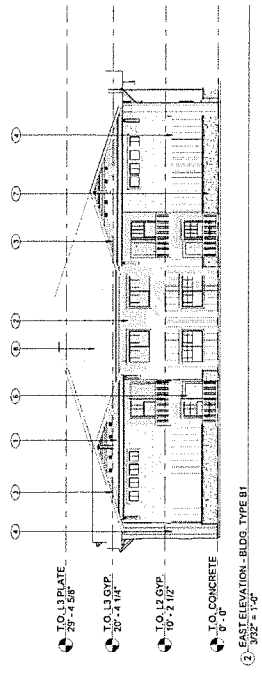 T.O. L3 PLATE
29' - 4 5/8"
T.O. L3 GYP.
20' - 4 1/4"
T.O. L2 GYP.
10' - 2 1/2"
T.O. CONCRETE
0' - 0"
2 EAST ELEVATION - BLDG. TYPE B1
3/32" = 1'-0"